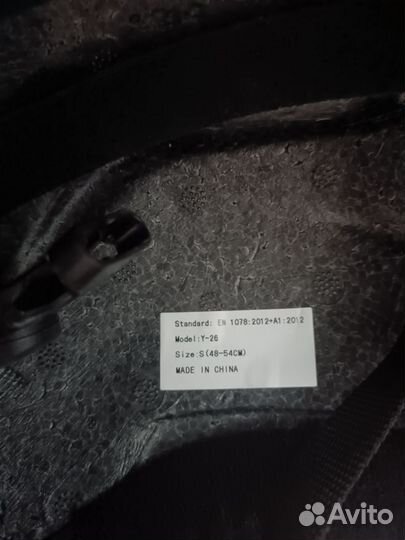 Standard: EN 1078:2012+A1:2012
Model:Y-26
Size:S(48-54CM)
MADE IN CHINA
Avito